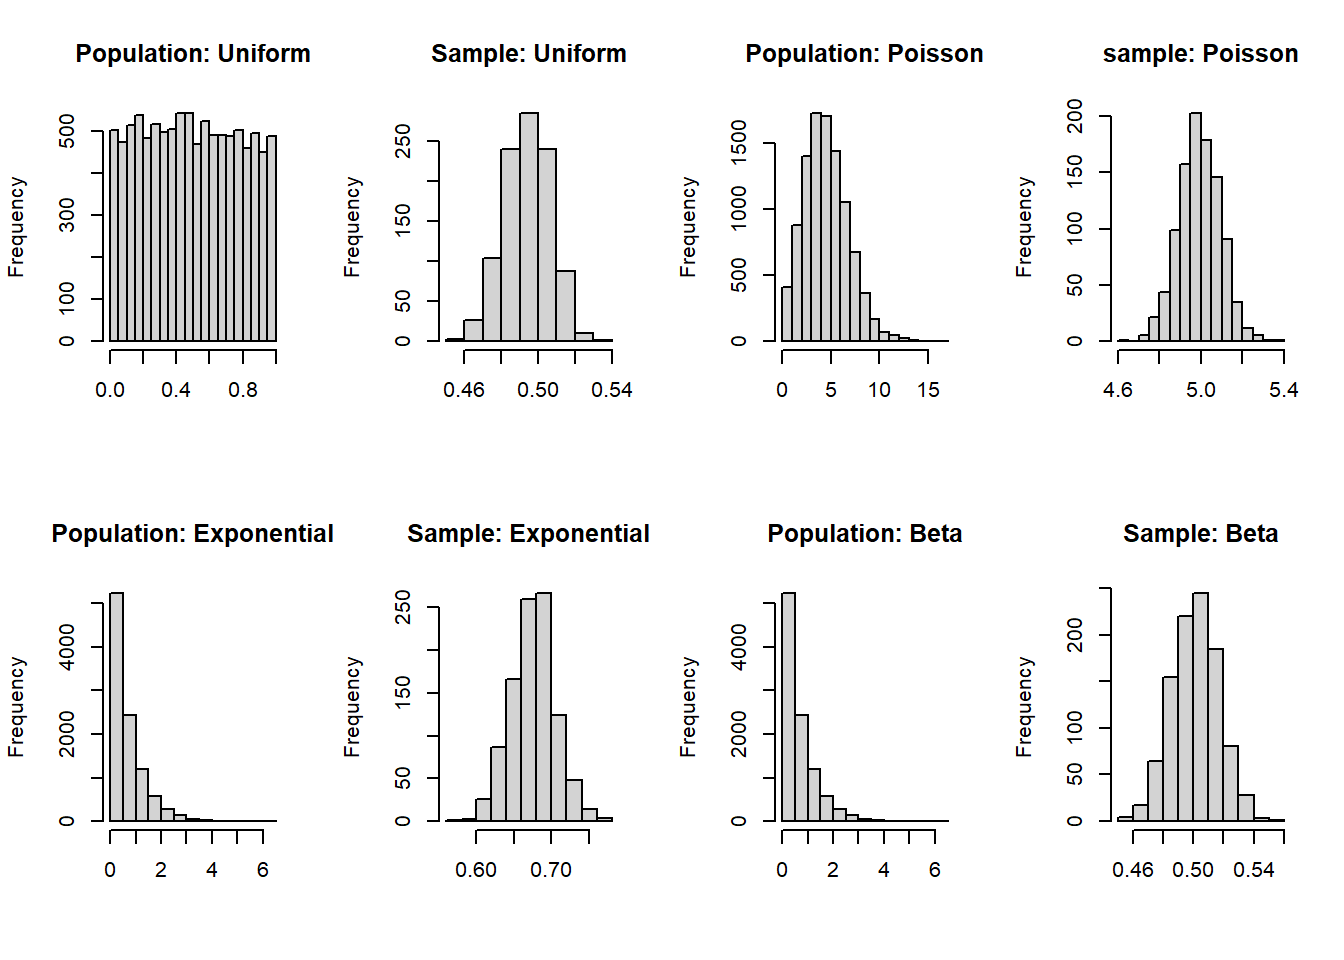 Population: Uniform
Frequency
0 100 300 500
0.0 0.4 0.8
Sample: Uniform
Frequency
0 50 150 250
0.46 0.50 0.54
Population: Poisson
Frequency
0 500 1000 1500
0 5 10 15
sample: Poisson
Frequency
0 50 100 150 200
4.6 5.0 5.4
Population: Exponential
Frequency
0 2000 4000
0 2 4 6
Sample: Exponential
Frequency
0 50 150 250
0.60 0.70
Population: Beta
Frequency
0 2000 4000
0 2 4 6
Sample: Beta
Frequency
0 50 100 200
0.46 0.50 0.54